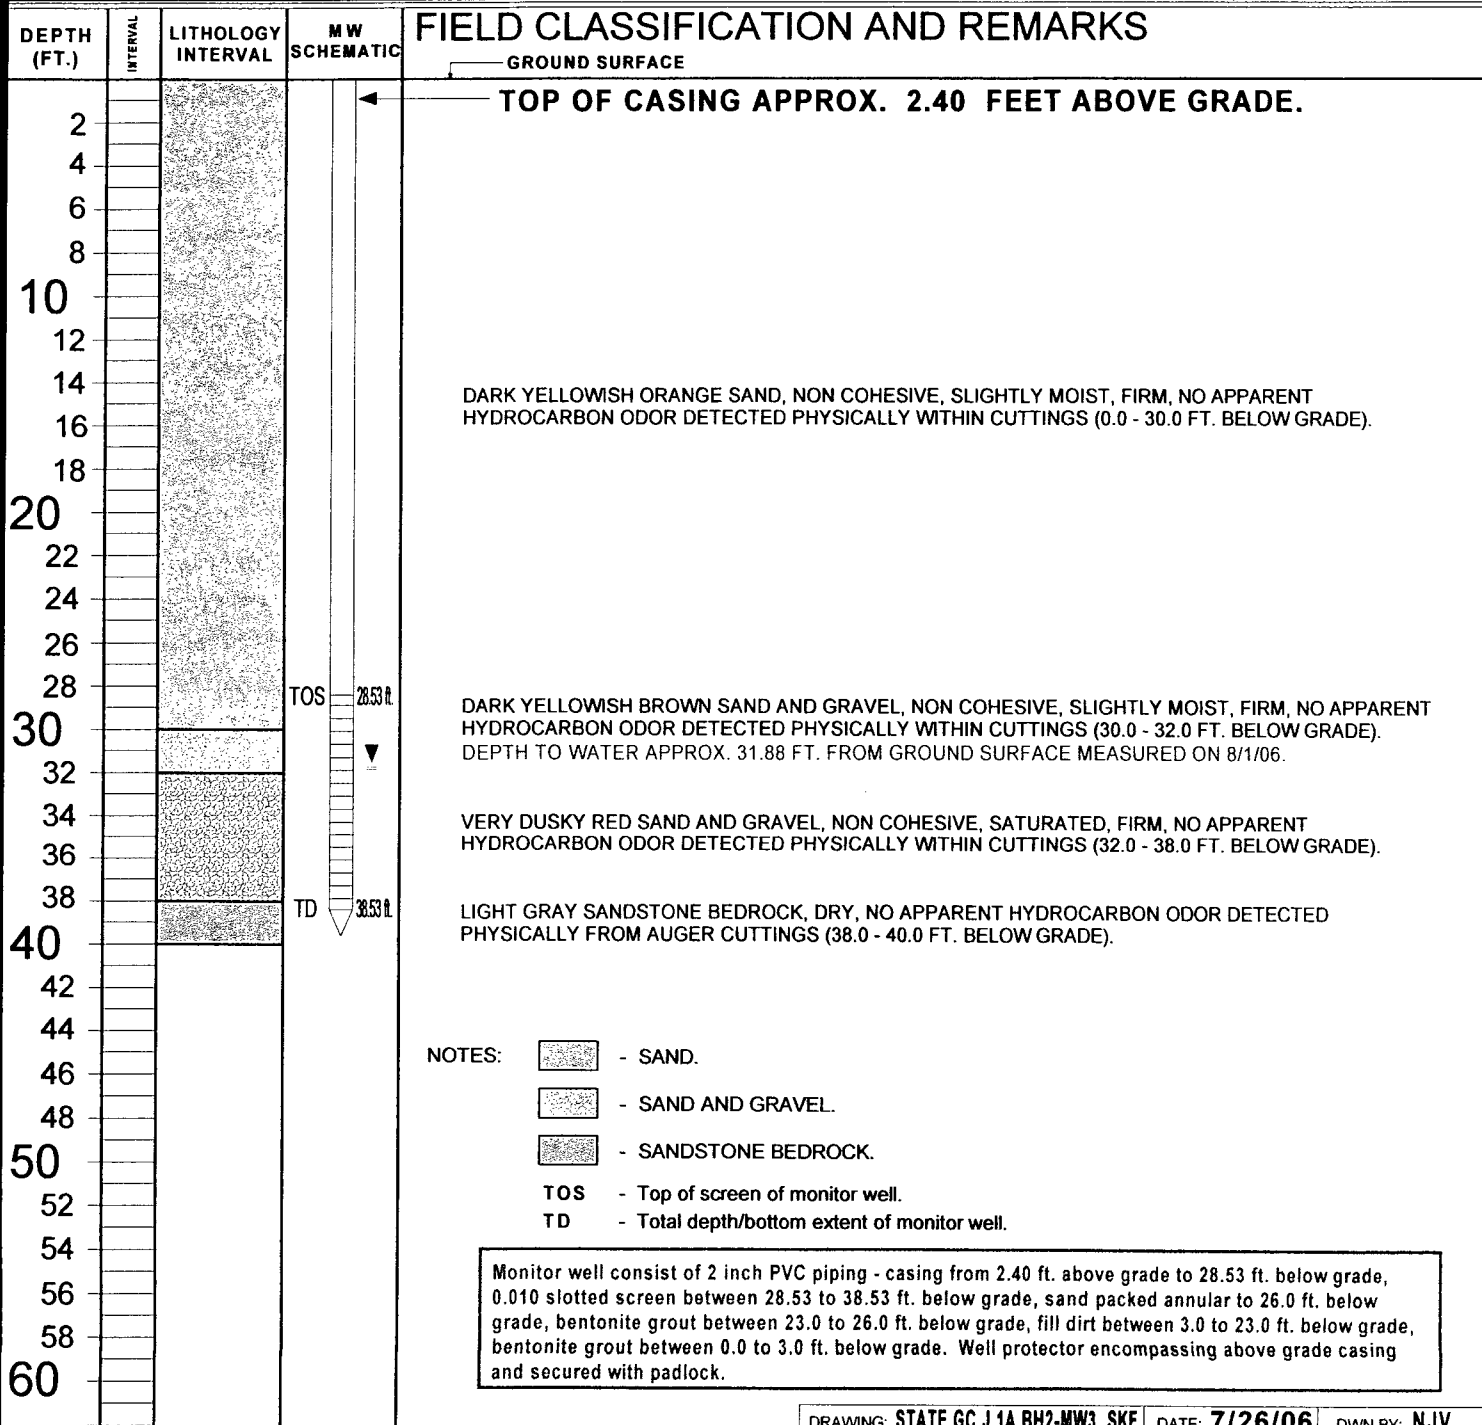 DEPTH (FT.)
INTERVAL
LITHOLOGY INTERVAL
MW SCHEMATIC
FIELD CLASSIFICATION AND REMARKS
GROUND SURFACE
TOP OF CASING APPROX. 2.40 FEET ABOVE GRADE.
2
4
6
8
10
12
14
DARK YELLOWISH ORANGE SAND, NON COHESIVE, SLIGHTLY MOIST, FIRM, NO APPARENT
HYDROCARBON ODOR DETECTED PHYSICALLY WITHIN CUTTINGS (0.0 - 30.0 FT. BELOW GRADE).
16
18
20
22
24
26
28
TOS 28.53 ft.
DARK YELLOWISH BROWN SAND AND GRAVEL, NON COHESIVE, SLIGHTLY MOIST, FIRM, NO APPARENT
HYDROCARBON ODOR DETECTED PHYSICALLY WITHIN CUTTINGS (30.0 - 32.0 FT. BELOW GRADE).
DEPTH TO WATER APPROX. 31.88 FT. FROM GROUND SURFACE MEASURED ON 8/1/06.
30
32
34
VERY DUSKY RED SAND AND GRAVEL, NON COHESIVE, SATURATED, FIRM, NO APPARENT
HYDROCARBON ODOR DETECTED PHYSICALLY WITHIN CUTTINGS (32.0 - 38.0 FT. BELOW GRADE).
36
38
TD 38.53 ft.
LIGHT GRAY SANDSTONE BEDROCK, DRY, NO APPARENT HYDROCARBON ODOR DETECTED
PHYSICALLY FROM AUGER CUTTINGS (38.0 - 40.0 FT. BELOW GRADE).
40
42
44
46
48
50
52
54
56
58
60
NOTES:
- SAND.
- SAND AND GRAVEL.
- SANDSTONE BEDROCK.
TOS - Top of screen of monitor well.
TD - Total depth/bottom extent of monitor well.
Monitor well consist of 2 inch PVC piping - casing from 2.40 ft. above grade to 28.53 ft. below grade,
0.010 slotted screen between 28.53 to 38.53 ft. below grade, sand packed annular to 26.0 ft. below
grade, bentonite grout between 23.0 to 26.0 ft. below grade, fill dirt between 3.0 to 23.0 ft. below grade,
bentonite grout between 0.0 to 3.0 ft. below grade. Well protector encompassing above grade casing
and secured with padlock.
DRAWING: STATE GC J 1A BH2-MW3. SKF DATE: 7/26/06 DWN BY: NJV